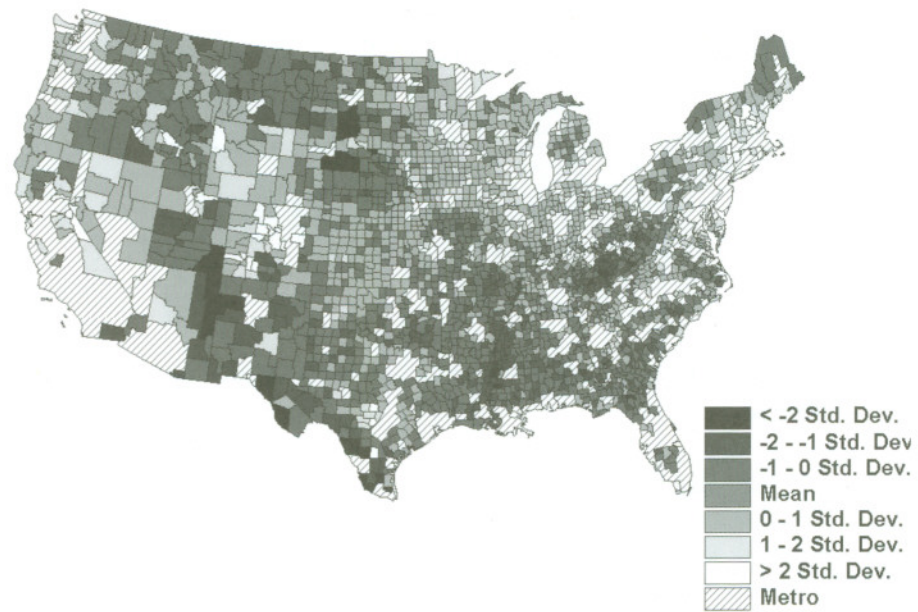 < -2 Std. Dev.
-2 - -1 Std. Dev
-1 - 0 Std. Dev.
Mean
0 - 1 Std. Dev.
1 - 2 Std. Dev.
> 2 Std. Dev.
Metro